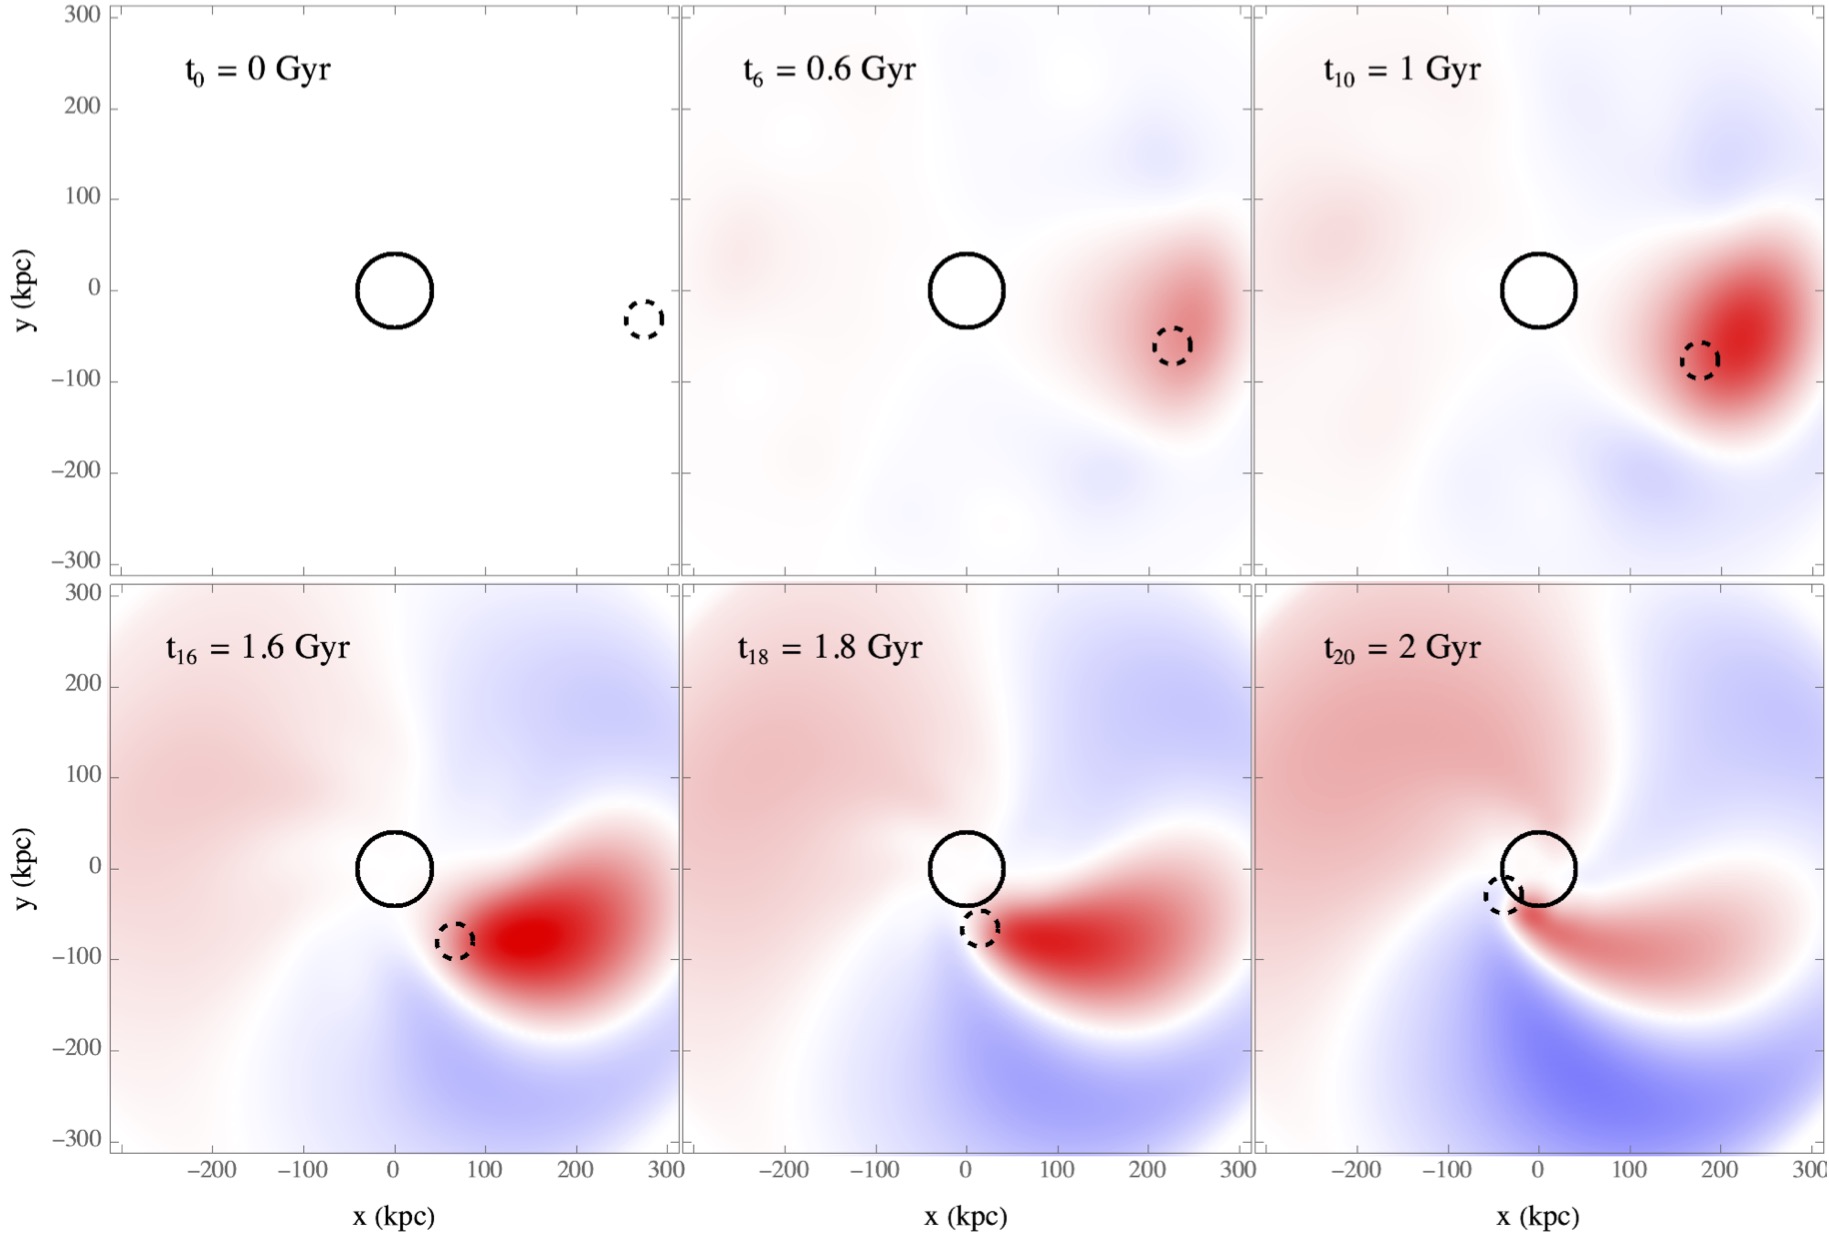 t₀ = 0 Gyr
t₆ = 0.6 Gyr
t₁₀ = 1 Gyr
300
200
100
0
−100
−200
−300
y (kpc)
t₁₆ = 1.6 Gyr
t₁₈ = 1.8 Gyr
t₂₀ = 2 Gyr
300
200
100
0
−100
−200
−300
y (kpc)
−200 −100 0 100 200 300
−200 −100 0 100 200 300
−200 −100 0 100 200 300
x (kpc)
x (kpc)
x (kpc)